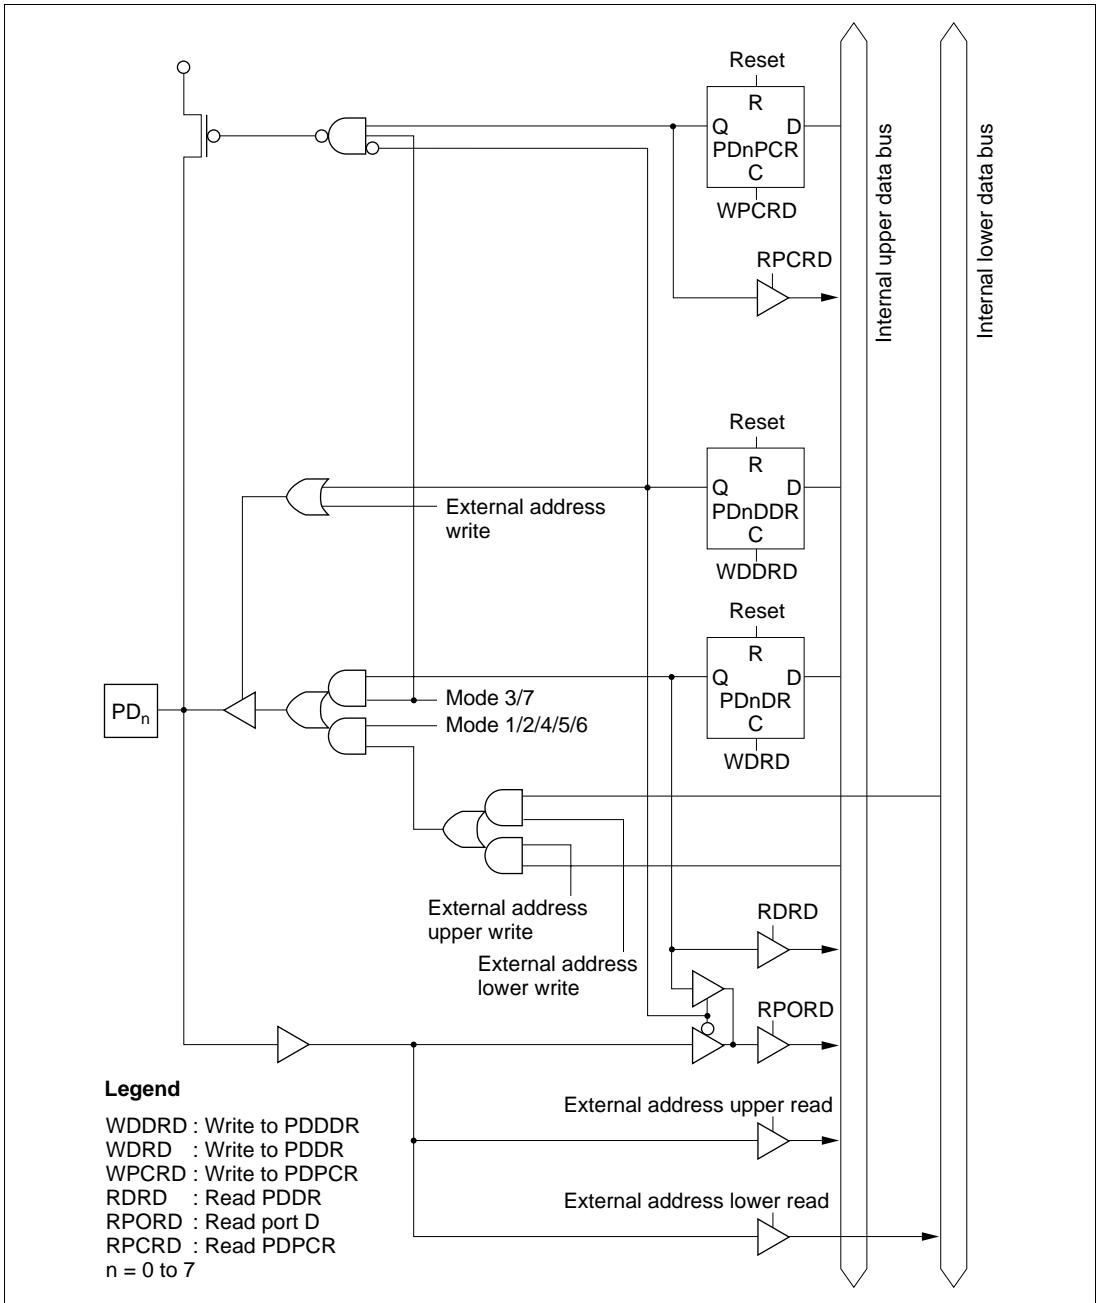 Reset
R
Q D
PDnPCR
C
WPCRD
RPCRD
Internal upper data bus
Internal lower data bus
Reset
R
Q D
PDnDDR
C
WDDRD
External address
write
Reset
R
Q D
PDnDR
C
WDRD
PDn
Mode 3/7
Mode 1/2/4/5/6
External address
upper write
External address
lower write
RDRD
RPORD
External address upper read
External address lower read
Legend
WDDRD : Write to PDDDR
WDRD : Write to PDDR
WPCRD : Write to PDPCR
RDRD : Read PDDR
RPORD : Read port D
RPCRD : Read PDPCR
n = 0 to 7